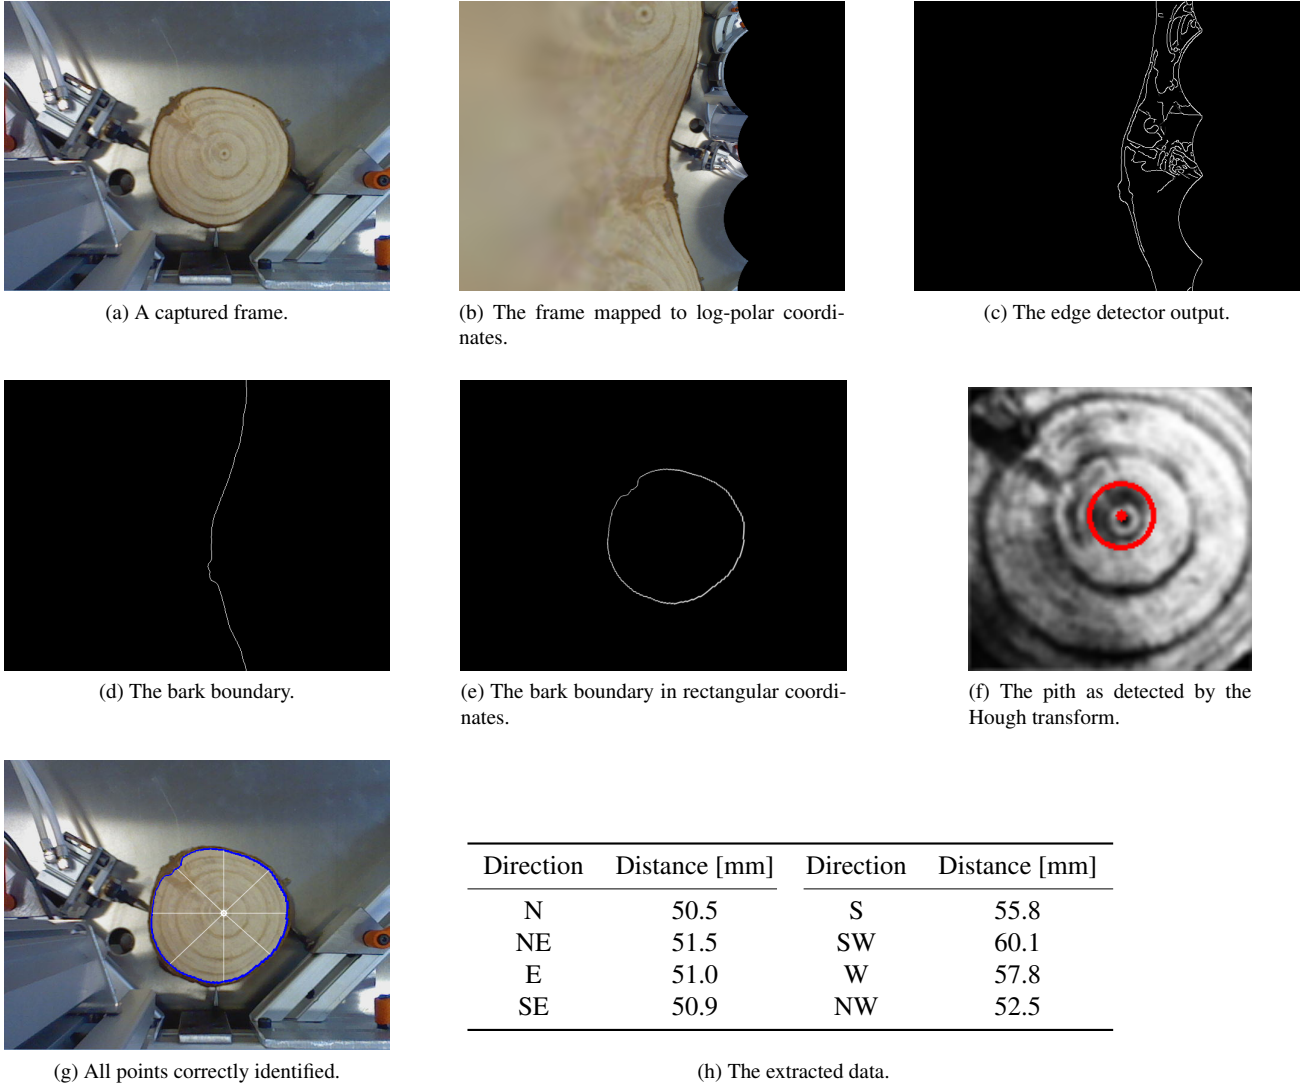 (a) A captured frame.
(b) The frame mapped to log-polar coordi-
nates.
(c) The edge detector output.
(d) The bark boundary.
(e) The bark boundary in rectangular coordi-
nates.
(f) The pith as detected by the
Hough transform.
Direction Distance [mm] Direction Distance [mm]
N 50.5 S 55.8
NE 51.5 SW 60.1
E 51.0 W 57.8
SE 50.9 NW 52.5
(g) All points correctly identified.
(h) The extracted data.